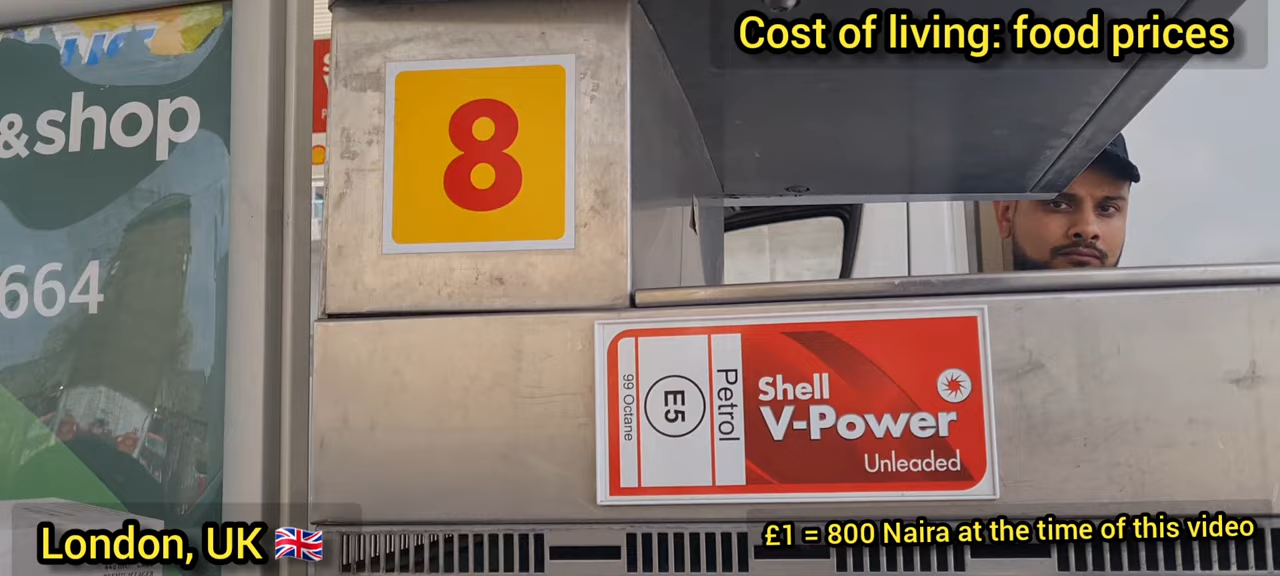 Cost of living: food prices
&shop
8
664
99 Octane
E5
Petrol
Shell
V-Power
Unleaded
London, UK 🇬🇧
£1 = 800 Naira at the time of this video